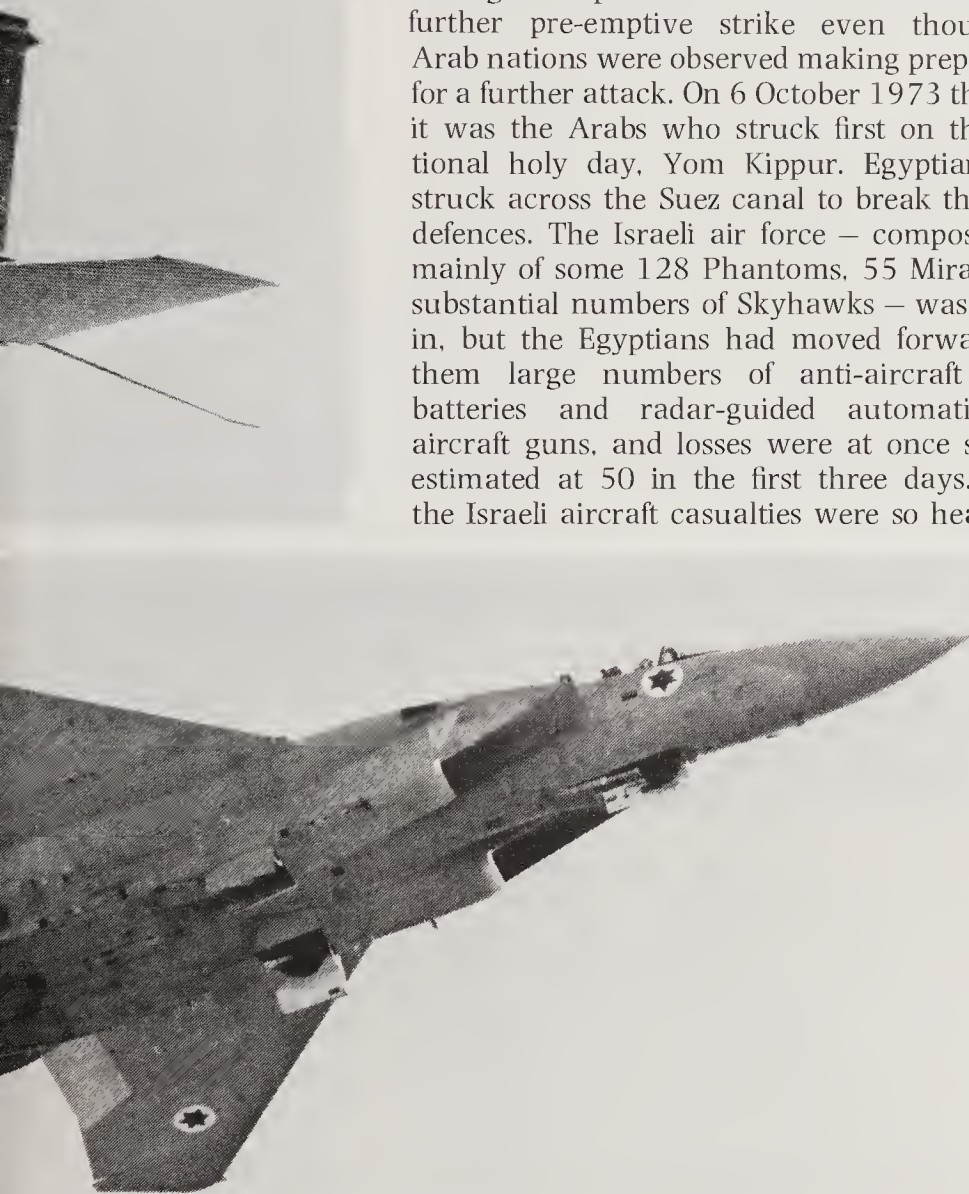 further pre-emptive strike even thou
Arab nations were observed making prep
for a further attack. On 6 October 1973 th
it was the Arabs who struck first on th
tional holy day, Yom Kippur. Egyptian
struck across the Suez canal to break th
defences. The Israeli air force – compos
mainly of some 128 Phantoms, 55 Mira
substantial numbers of Skyhawks – was
in, but the Egyptians had moved forwa
them large numbers of anti-aircraft
batteries and radar-guided automati
aircraft guns, and losses were at once s
estimated at 50 in the first three days.
the Israeli aircraft casualties were so hea